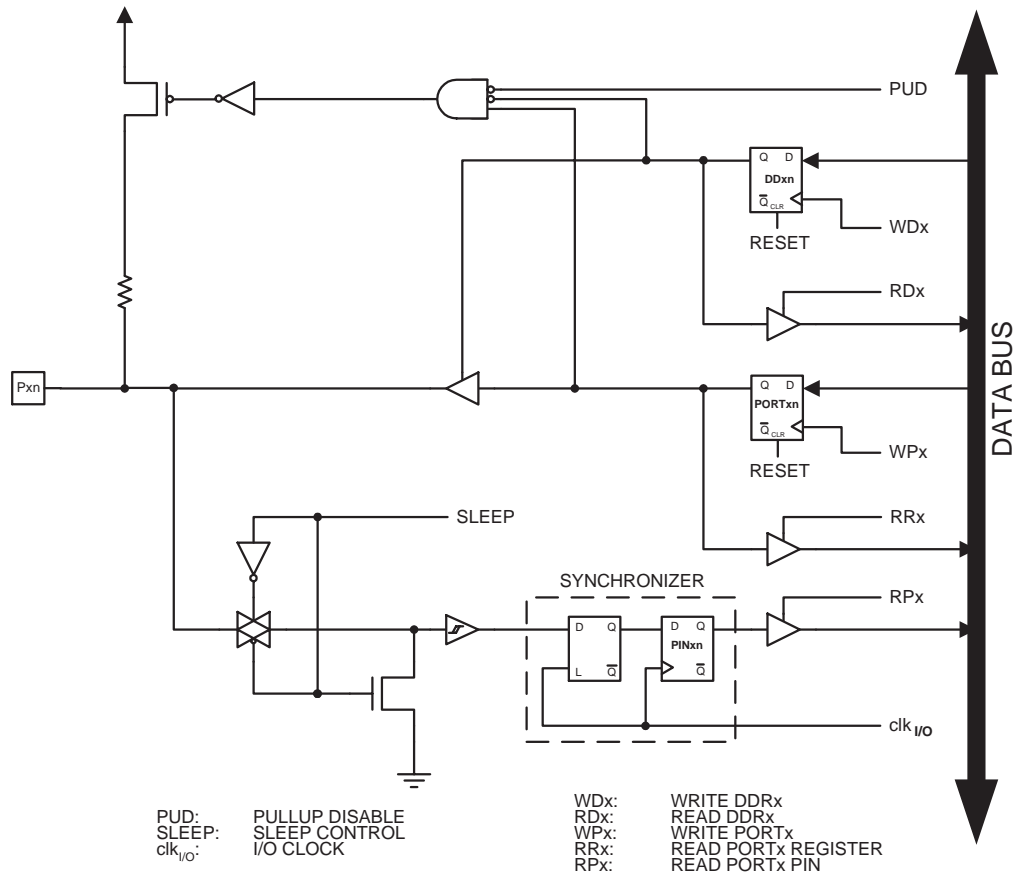 PUD
Q D
DDxn
Q̅ CLR
WDx
RESET
RDx
Pxn
Q D
PORTxn
Q̅ CLR
WPx
RESET
DATA BUS
RRx
SLEEP
SYNCHRONIZER
RPx
D Q
L Q̅
D Q
PINxn
Q̅
clk I/O
PUD: PULLUP DISABLE
SLEEP: SLEEP CONTROL
clkI/O: I/O CLOCK
WDx: WRITE DDRx
RDx: READ DDRx
WPx: WRITE PORTx
RRx: READ PORTx REGISTER
RPx: READ PORTx PIN